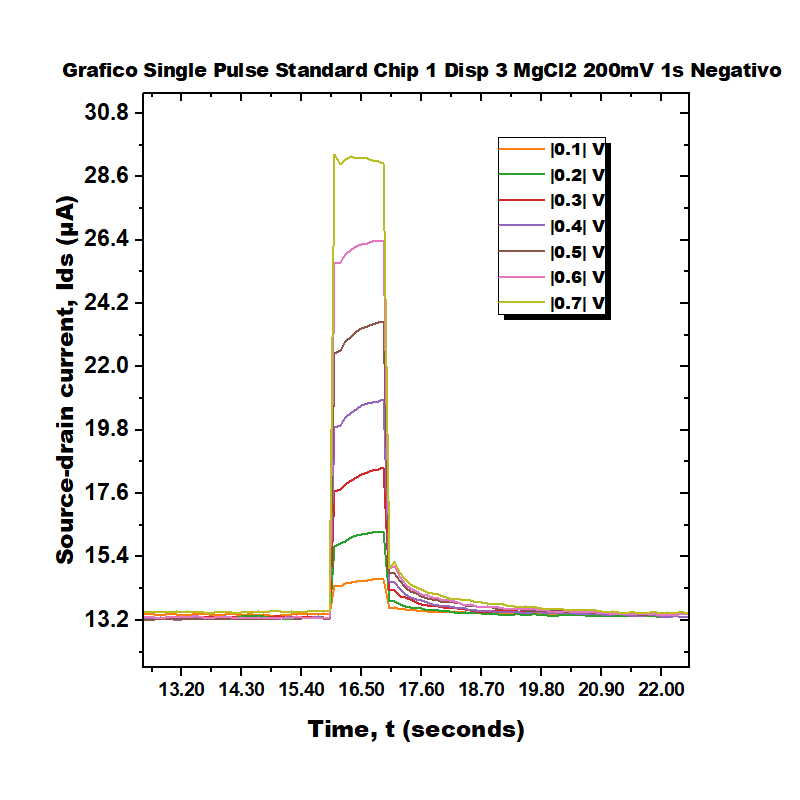 Grafico Single Pulse Standard Chip 1 Disp 3 MgCl2 200mV 1s Negativo
30.8
28.6
26.4
24.2
22.0
19.8
17.6
15.4
13.2
Source-drain current, Ids (µA)
|0.1| V
|0.2| V
|0.3| V
|0.4| V
|0.5| V
|0.6| V
|0.7| V
13.20 14.30 15.40 16.50 17.60 18.70 19.80 20.90 22.00
Time, t (seconds)